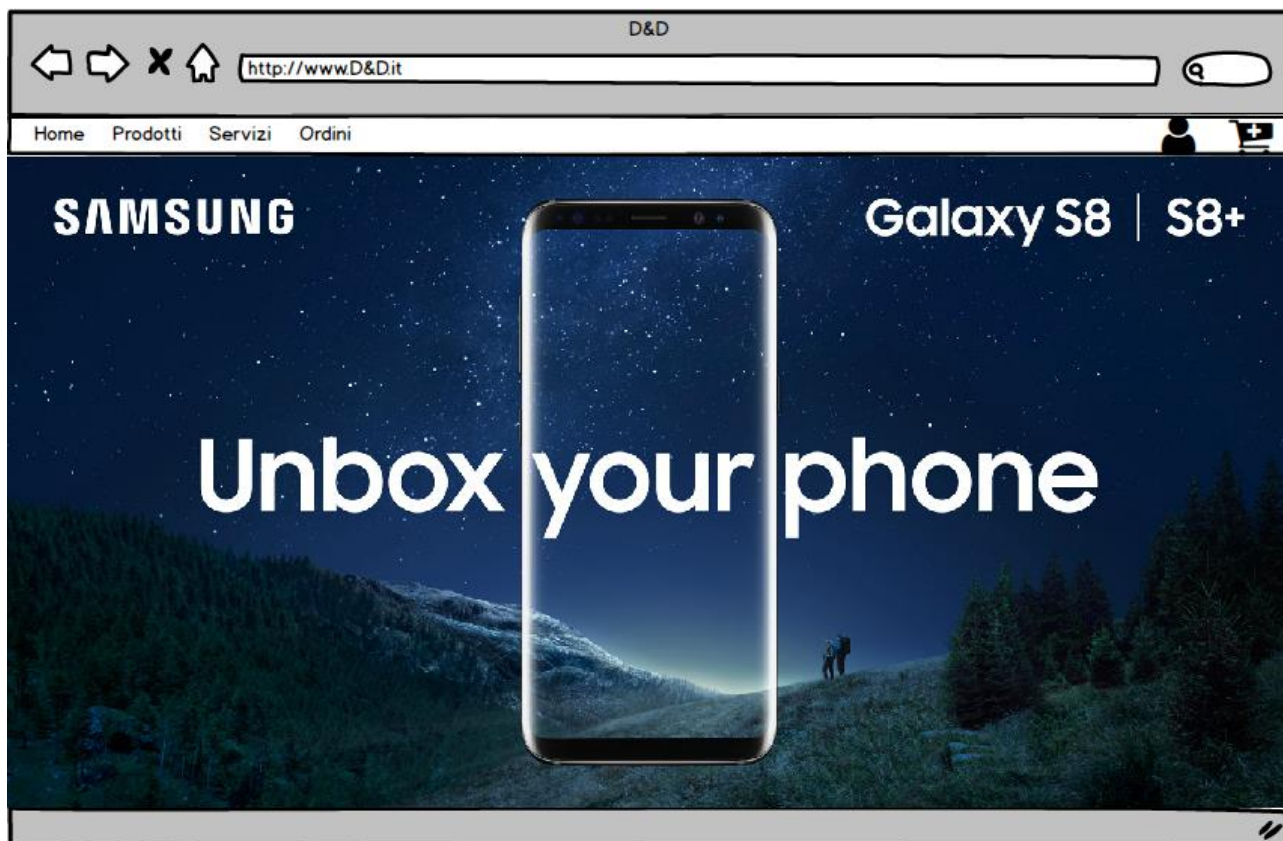 D&D
http://www.D&D.it
Home Prodotti Servizi Ordini
SAMSUNG
Galaxy S8 | S8+
Unbox your phone